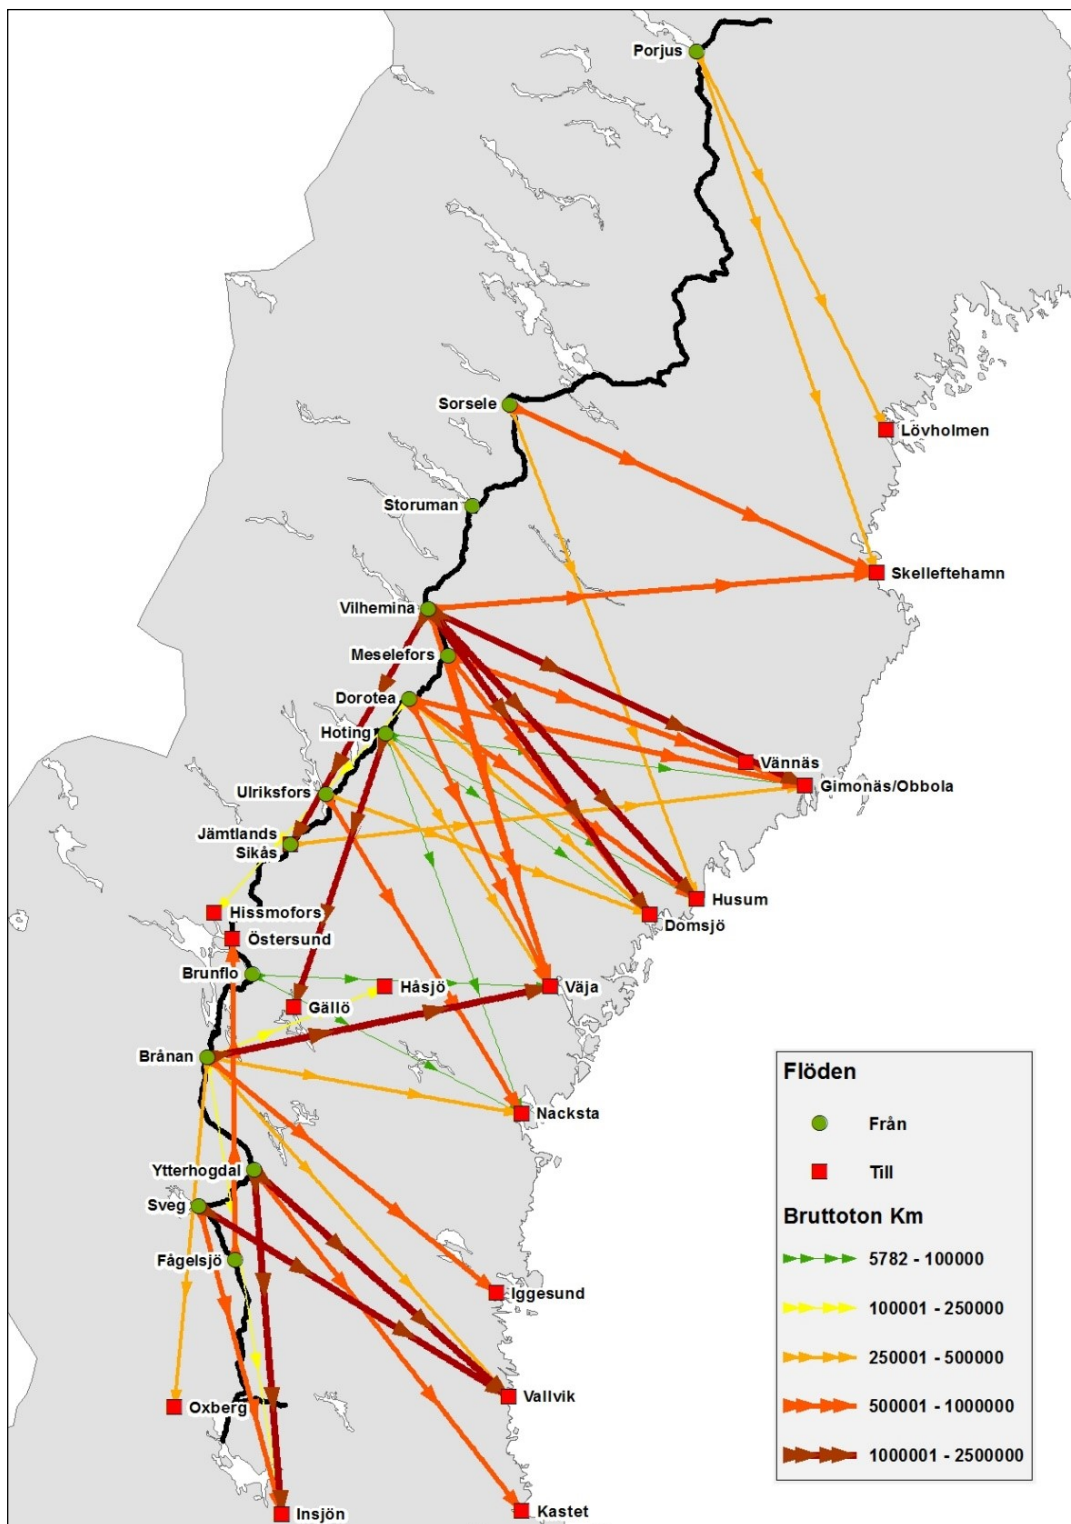 Porjus
Sorsele
Lövholmen
Storuman
Skelleftehamn
Vilhemina
Meselefors
Dorotea
Hoting
Vännäs
Gimonäs/Obbola
Ulriksfors
Jämtlands
Sikås
Husum
Hissmofors
Domsjö
Östersund
Brunflo
Håsjö
Väja
Gällö
Brånan
Nacksta
Ytterhogdal
Sveg
Fågelsjö
Iggesund
Vallvik
Oxberg
Kastet
Insjön
Flöden
Från
Till
Bruttoton Km
5782 - 100000
100001 - 250000
250001 - 500000
500001 - 1000000
1000001 - 2500000